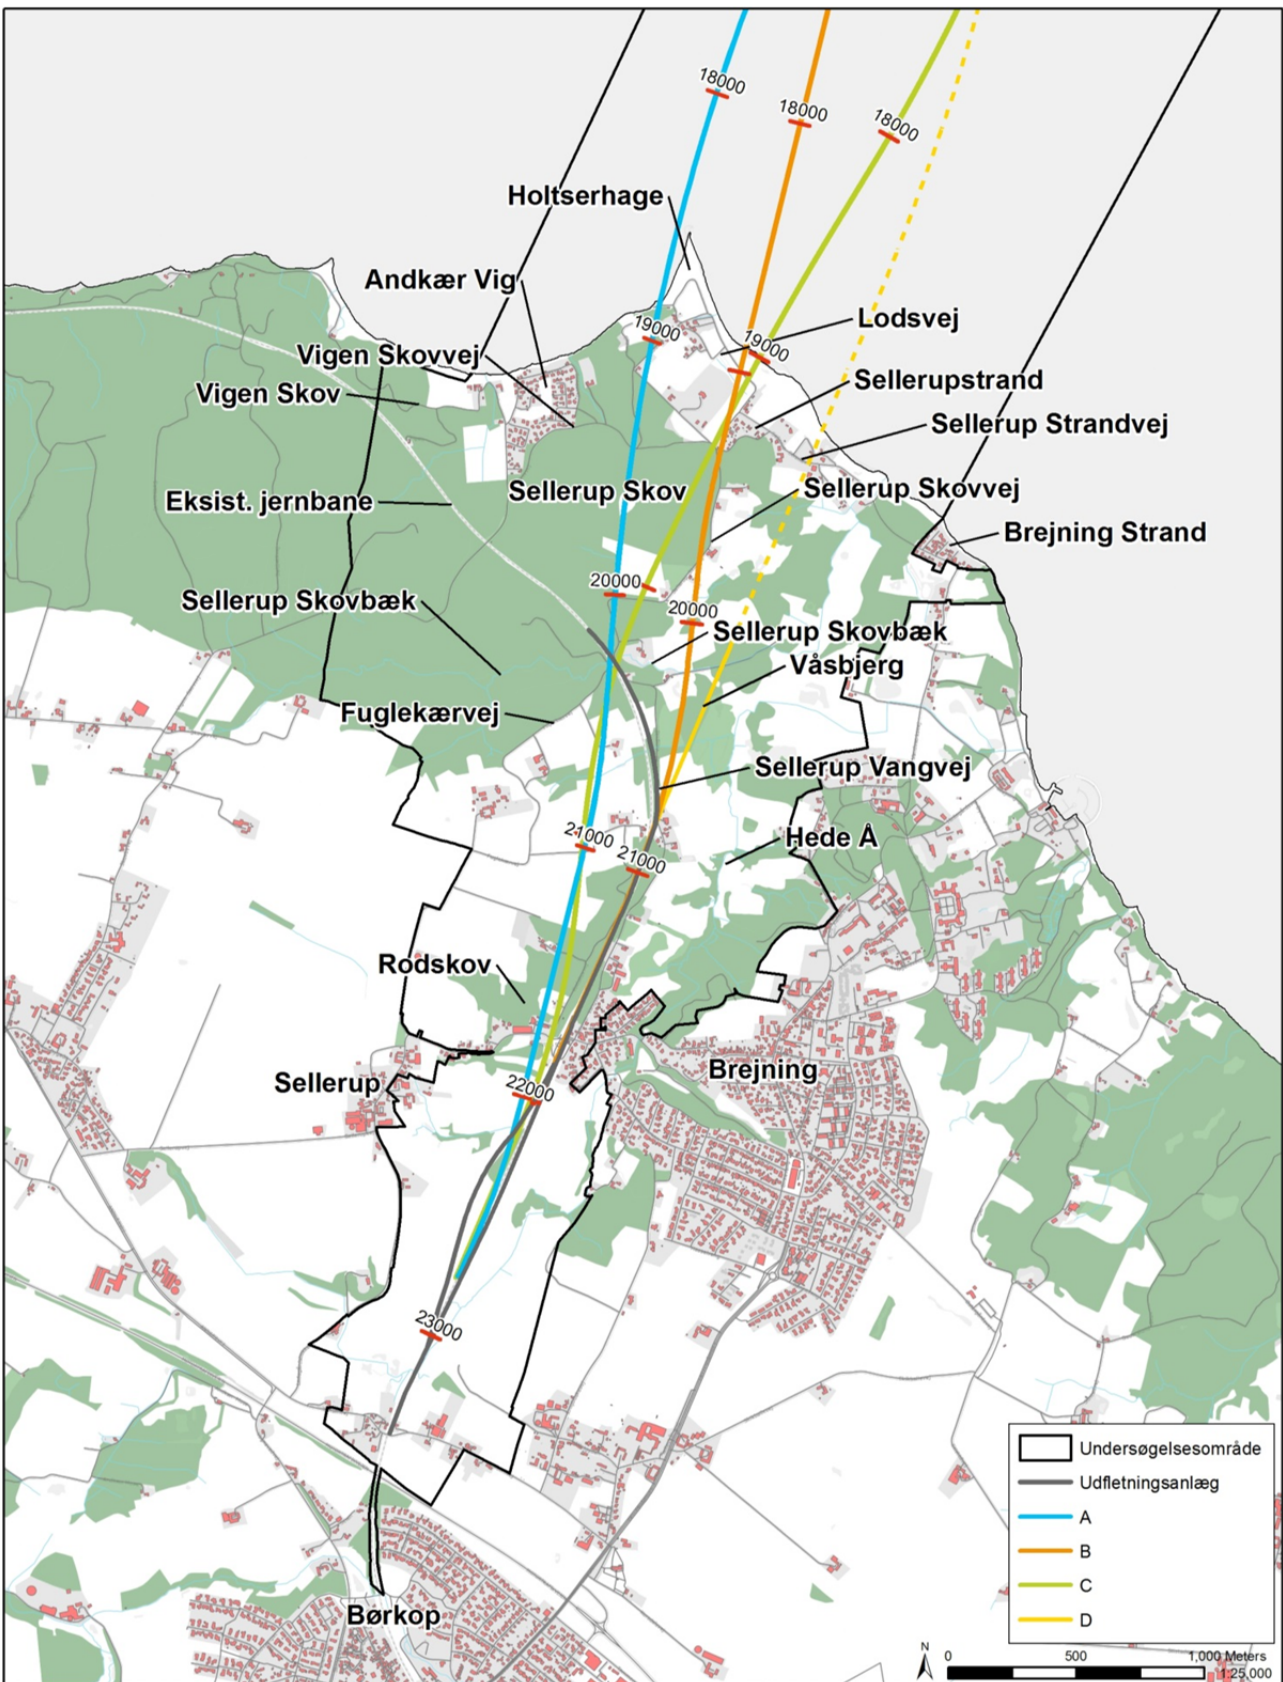 18000
18000
18000
Holtserhage
Andkær Vig
Lodsvej
19000
19000
Vigen Skovvej
Sellerupstrand
Vigen Skov
Sellerup Strandvej
Sellerup Skov
Sellerup Skovvej
Eksist. jernbane
Brejning Strand
20000
Sellerup Skovbæk
20000
Sellerup Skovbæk
Våsbjerg
Fuglekærvej
Sellerup Vangvej
21000
21000
Hede Å
Rodskov
Sellerup
Brejning
22000
23000
Børkop
Undersøgelsesområde
Udfletningsanlæg
A
B
C
D
N
0 500 1,000 Meters
1:25.000